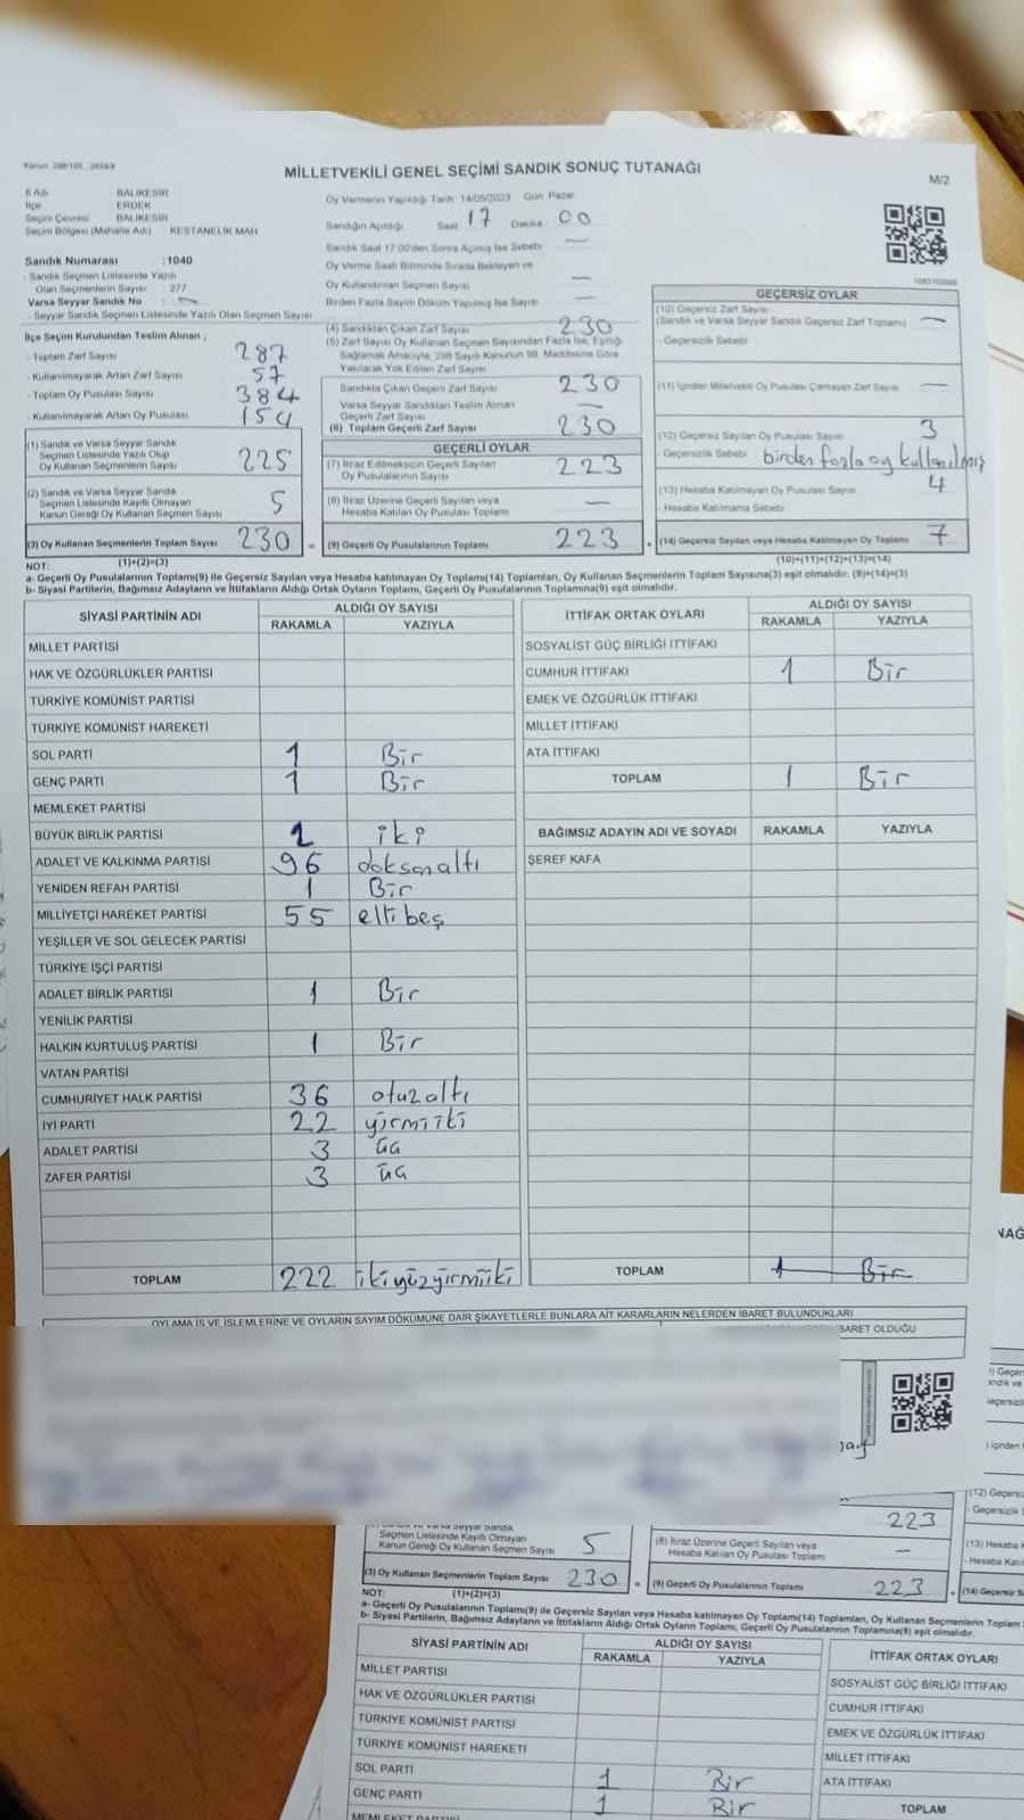 MİLLETVEKİLİ GENEL SEÇİMİ SANDIK SONUÇ TUTANAĞI
M/2
İl Adı BALIKESİR
İlçe ERDEK
Seçim Çevresi BALIKESİR
Seçim Bölgesi (Mahalle Adı) KESTANELİK MAH.
Sandık Numarası :1040
Sandık Seçmen Listesinde Yazılı
Olan Seçmenlerin Sayısı 277
Varsa Seyyar Sandık No
Seyyar Sandık Seçmen Listesinde Yazılı Olan Seçmen Sayısı
Oy Vermenin Yapıldığı Tarih 14/05/2023 Gün Pazar
Sandığın Açıldığı Saat 17 Dakika 00
Sandık Saat 17:00'den Sonra Açılmış İse Sebebi —
Oy Verme Saati Bitiminde Sırada Bekleyen ve
Oy Kullandırılan Seçmen Sayısı —
Birden Fazla Sayım Döküm Yapılmış İse Sayısı —
İlçe Seçim Kurulundan Teslim Alınan ;
- Toplam Zarf Sayısı 287
- Kullanılmayarak Artan Zarf Sayısı 57
- Toplam Oy Pusulası Sayısı 384
- Kullanılmayarak Artan Oy Pusulası 154
(1) Sandık ve Varsa Seyyar Sandık
Seçmen Listesinde Yazılı Olup
Oy Kullanan Seçmenlerin Sayısı 225
(2) Sandık ve Varsa Seyyar Sandık
Seçmen Listesinde Kayıtlı Olmayan
Kanun Gereği Oy Kullanan Seçmen Sayısı 5
(3) Oy Kullanan Seçmenlerin Toplam Sayısı 230
(1)+(2)=(3)
(4) Sandıktan Çıkan Zarf Sayısı 230
(5) Zarf Sayısı Oy Kullanan Seçmen Sayısından Fazla İse, Eşitliği
Sağlamak Amacıyla, 298 Sayılı Kanunun 98. Maddesine Göre
Yakılarak Yok Edilen Zarf Sayısı
Sandıkta Çıkan Geçerli Zarf Sayısı 230
Varsa Seyyar Sandıktan Teslim Alınan
Geçerli Zarf Sayısı —
(6) Toplam Geçerli Zarf Sayısı 230
GEÇERLİ OYLAR
(7) İtiraz Edilmeksizin Geçerli Sayılan
Oy Pusulalarının Sayısı 223
(8) İtiraz Üzerine Geçerli Sayılan veya
Hesaba Katılan Oy Pusulası Toplamı —
(9) Geçerli Oy Pusulalarının Toplamı 223
GEÇERSİZ OYLAR
(10) Geçersiz Zarf Sayısı
(Sandık ve Varsa Seyyar Sandık Geçersiz Zarf Toplamı) —
- Geçersizlik Sebebi
(11) İçinden Milletvekili Oy Pusulası Çıkmayan Zarf Sayısı —
(12) Geçersiz Sayılan Oy Pusulası Sayısı 3
- Geçersizlik Sebebi birden fazla oy kullanılmış
(13) Hesaba Katılmayan Oy Pusulası Sayısı 4
- Hesaba Katılmama Sebebi
(14) Geçersiz Sayılan veya Hesaba Katılmayan Oy Toplamı 7
(10)+(11)+(12)+(13)=(14)
NOT:
a- Geçerli Oy Pusulalarının Toplamı(9) ile Geçersiz Sayılan veya Hesaba katılmayan Oy Toplamı(14) Toplamları, Oy Kullanan Seçmenlerin Toplam Sayısına(3) eşit olmalıdır. (9)+(14)=(3)
b- Siyasi Partilerin, Bağımsız Adayların ve İttifakların Aldığı Ortak Oyların Toplamı, Geçerli Oy Pusulalarının Toplamına(9) eşit olmalıdır.
SİYASİ PARTİNİN ADI ALDIĞI OY SAYISI
RAKAMLA YAZIYLA
MİLLET PARTİSİ
HAK VE ÖZGÜRLÜKLER PARTİSİ
TÜRKİYE KOMÜNİST PARTİSİ
TÜRKİYE KOMÜNİST HAREKETİ
SOL PARTİ 1 Bir
GENÇ PARTİ 1 Bir
MEMLEKET PARTİSİ
BÜYÜK BİRLİK PARTİSİ 2 iki
ADALET VE KALKINMA PARTİSİ 96 doksanaltı
YENİDEN REFAH PARTİSİ 1 Bir
MİLLİYETÇİ HAREKET PARTİSİ 55 elli beş
YEŞİLLER VE SOL GELECEK PARTİSİ
TÜRKİYE İŞÇİ PARTİSİ
ADALET BİRLİK PARTİSİ 1 Bir
YENİLİK PARTİSİ
HALKIN KURTULUŞ PARTİSİ 1 Bir
VATAN PARTİSİ
CUMHURİYET HALK PARTİSİ 36 otuzaltı
İYİ PARTİ 22 yirmiiki
ADALET PARTİSİ 3 üç
ZAFER PARTİSİ 3 üç
TOPLAM 222 ikiyüzyirmiiki
İTTİFAK ORTAK OYLARI ALDIĞI OY SAYISI
RAKAMLA YAZIYLA
SOSYALİST GÜÇ BİRLİĞİ İTTİFAKI
CUMHUR İTTİFAKI 1 Bir
EMEK VE ÖZGÜRLÜK İTTİFAKI
MİLLET İTTİFAKI
ATA İTTİFAKI
TOPLAM 1 Bir
BAĞIMSIZ ADAYIN ADI VE SOYADI RAKAMLA YAZIYLA
ŞEREF KAFA
TOPLAM 1 Bir
OYLAMA İŞ VE İŞLEMLERİNE VE OYLARIN SAYIM DÖKÜMÜNE DAİR ŞİKAYETLERLE BUNLARA AİT KARARLARIN NELERDEN İBARET BULUNDUKLARI
BARET OLDUĞU
223
Seçmen Listesinde Kayıtlı Olmayan
Kanun Gereği Oy Kullanan Seçmen Sayısı 5
(8) İtiraz Üzerine Geçerli Sayılan veya
Hesaba Katılan Oy Pusulası Toplamı —
(3) Oy Kullanan Seçmenlerin Toplam Sayısı 230
(9) Geçerli Oy Pusulalarının Toplamı 223
(12) Geçersiz
(13) Hesaba
(14) Geçersiz
NOT: (1)+(2)=(3)
a- Geçerli Oy Pusulalarının Toplamı(9) ile Geçersiz Sayılan veya Hesaba katılmayan Oy Toplamı(14) Toplamları, Oy Kullanan Seçmenlerin Toplam
b- Siyasi Partilerin, Bağımsız Adayların ve İttifakların Aldığı Ortak Oyların Toplamı, Geçerli Oy Pusulalarının Toplamına(9) eşit olmalıdır.
SİYASİ PARTİNİN ADI ALDIĞI OY SAYISI
RAKAMLA YAZIYLA
MİLLET PARTİSİ
HAK VE ÖZGÜRLÜKLER PARTİSİ
TÜRKİYE KOMÜNİST PARTİSİ
TÜRKİYE KOMÜNİST HAREKETİ
SOL PARTİ 1 Bir
GENÇ PARTİ 1 Bir
İTTİFAK ORTAK OYLARI
SOSYALİST GÜÇ BİRLİĞİ İTTİFAKI
CUMHUR İTTİFAKI
EMEK VE ÖZGÜRLÜK İTTİFAKI
MİLLET İTTİFAKI
ATA İTTİFAKI
TOPLAM